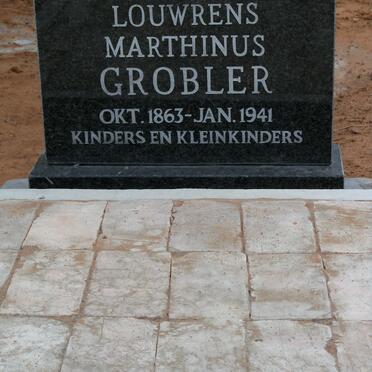 LOUWRENS
MARTHINUS
GROBLER
OKT. 1863-JAN. 1941
KINDERS EN KLEINKINDERS